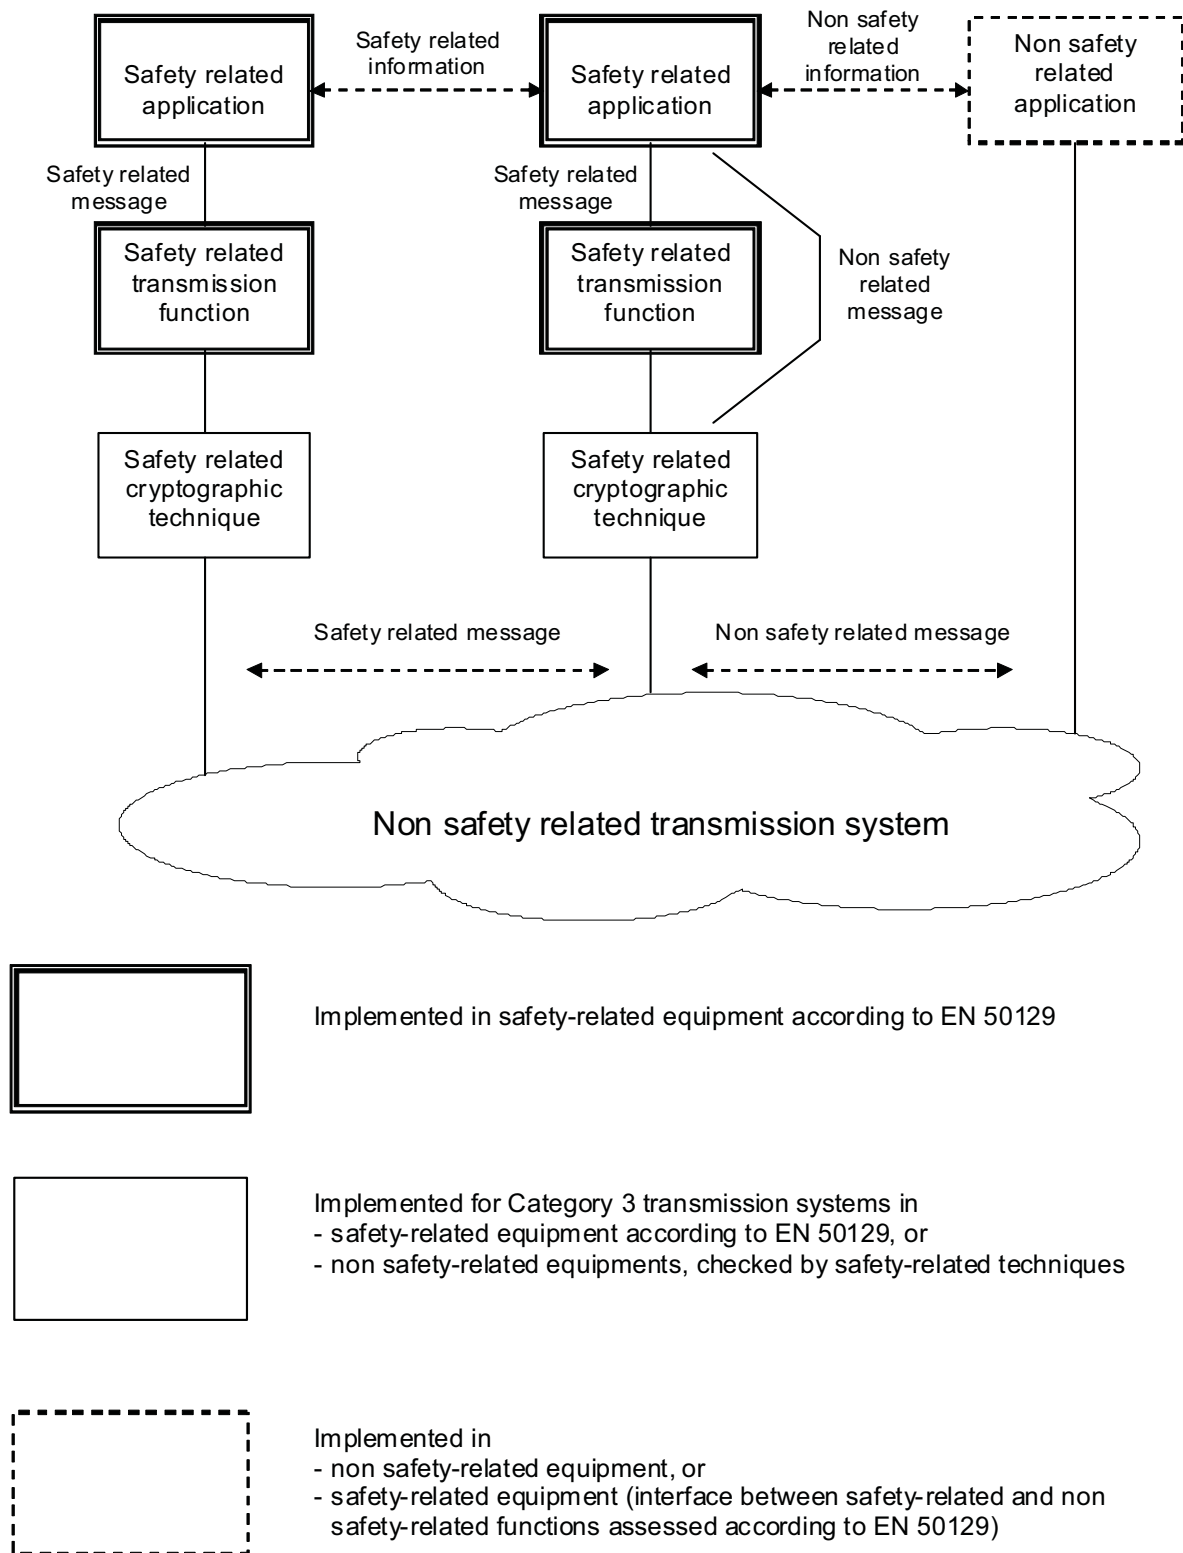 Safety related
application
Safety related
information
Safety related
application
Non safety
related
information
Non safety
related
application
Safety related
message
Safety related
message
Safety related
transmission
function
Safety related
transmission
function
Non safety
related
message
Safety related
cryptographic
technique
Safety related
cryptographic
technique
Safety related message
Non safety related message
Non safety related transmission system
Implemented in safety-related equipment according to EN 50129
Implemented for Category 3 transmission systems in
- safety-related equipment according to EN 50129, or
- non safety-related equipments, checked by safety-related techniques
Implemented in
- non safety-related equipment, or
- safety-related equipment (interface between safety-related and non
safety-related functions assessed according to EN 50129)